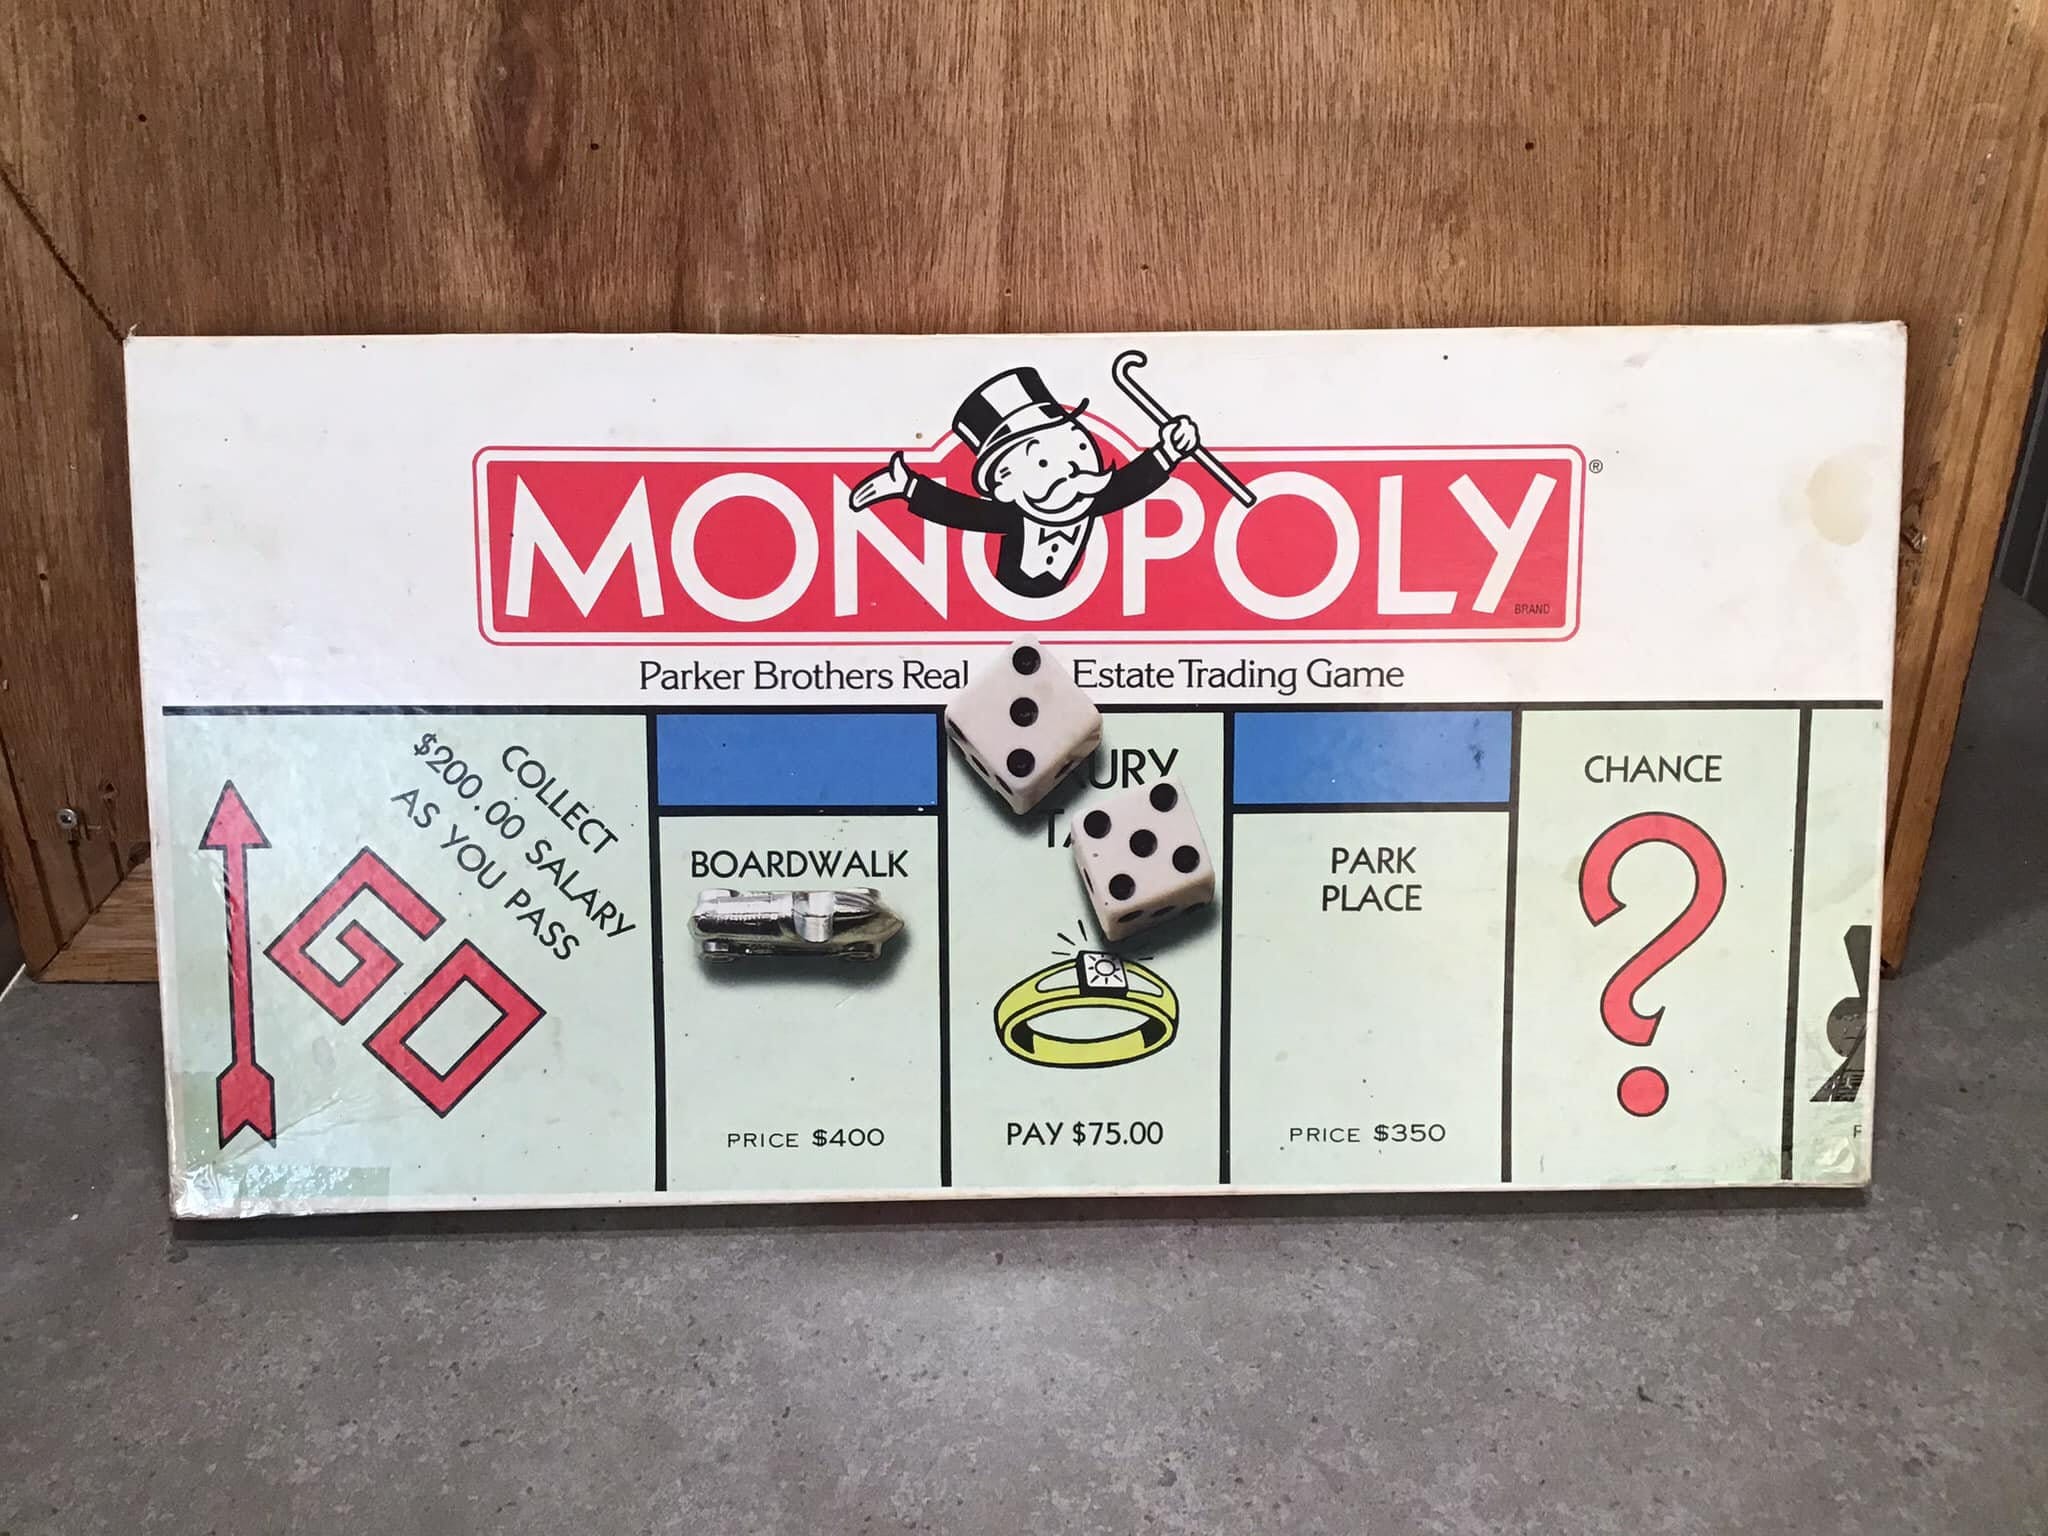 MONOPOLY
®
BRAND
Parker Brothers Real Estate Trading Game
COLLECT
$200.00 SALARY
AS YOU PASS
GO
BOARDWALK
PRICE $400
PAY $75.00
PARK
PLACE
PRICE $350
CHANCE